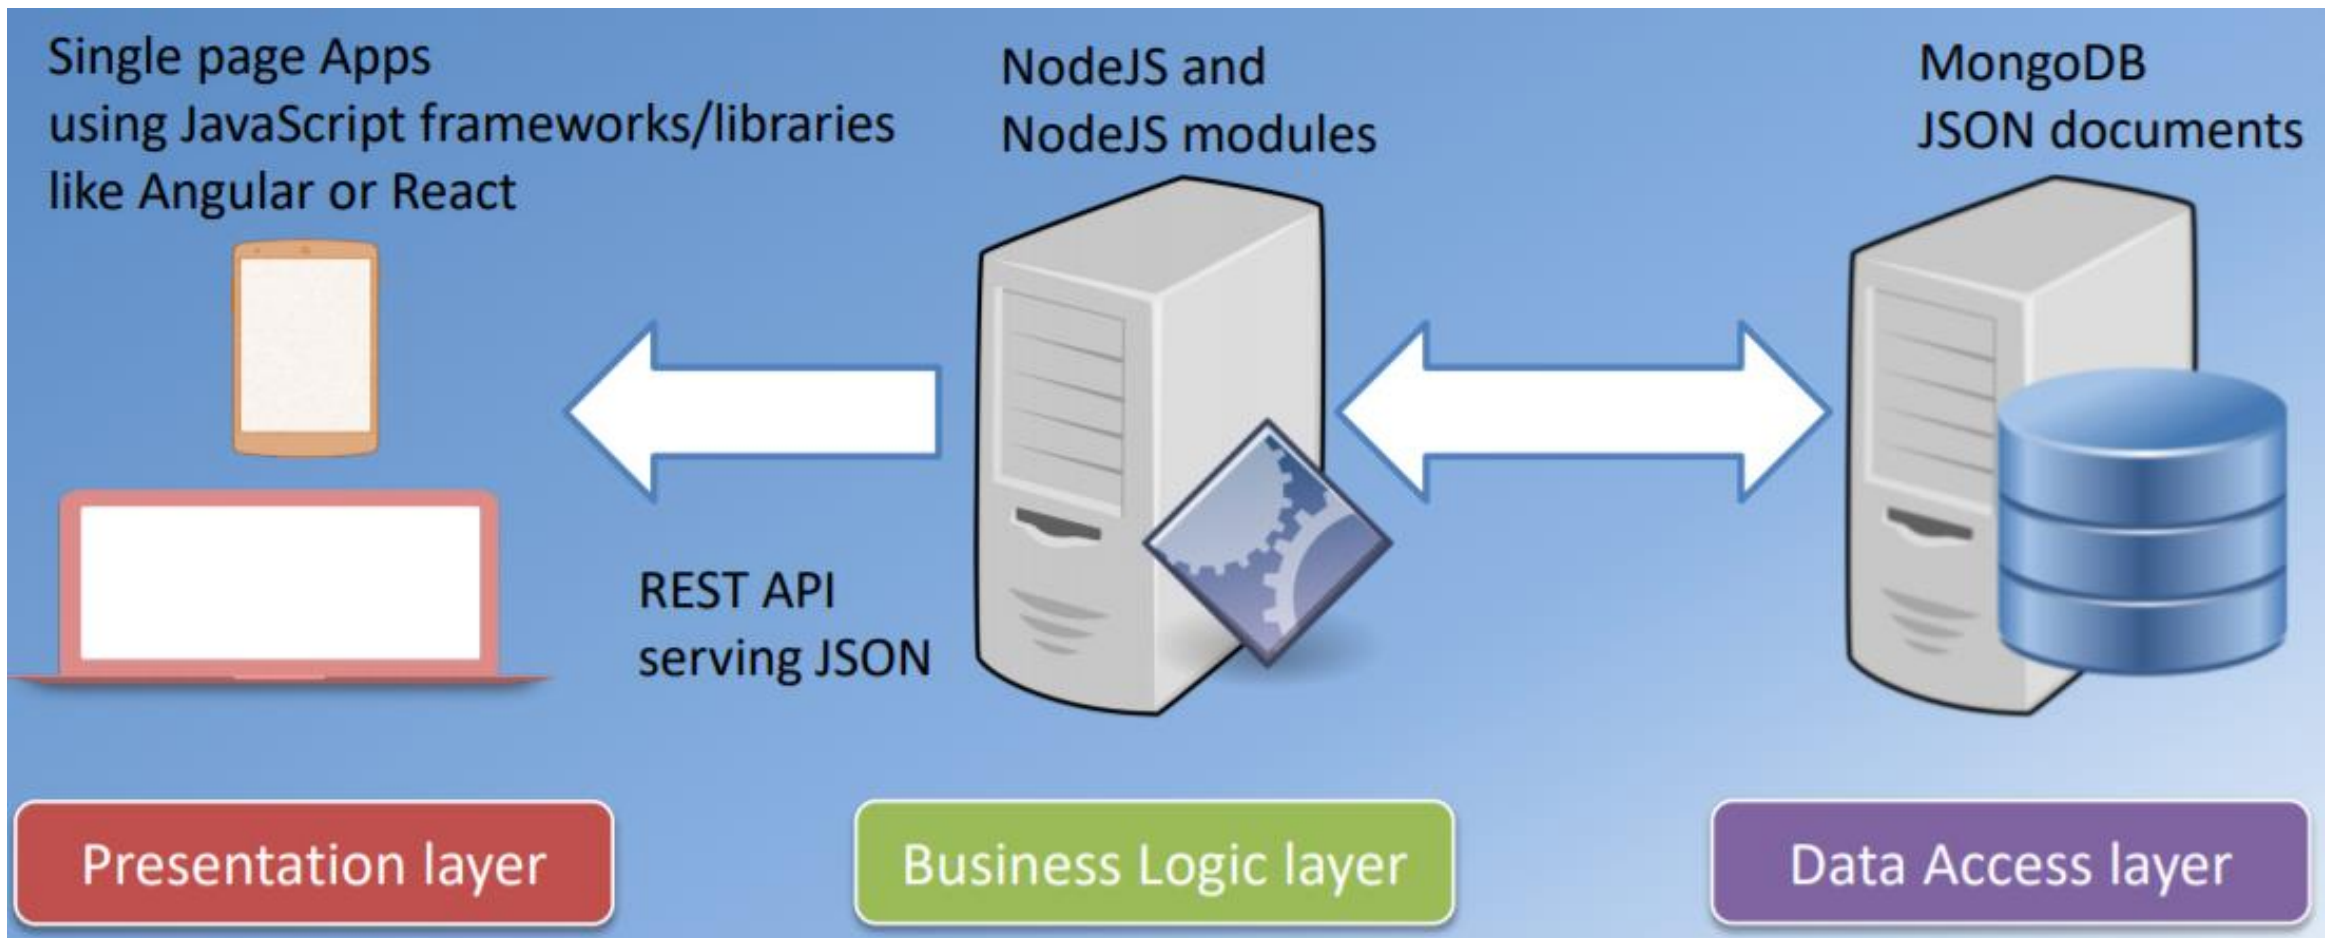 Single page Apps
using JavaScript frameworks/libraries
like Angular or React
NodeJS and
NodeJS modules
MongoDB
JSON documents
REST API
serving JSON
Presentation layer
Business Logic layer
Data Access layer